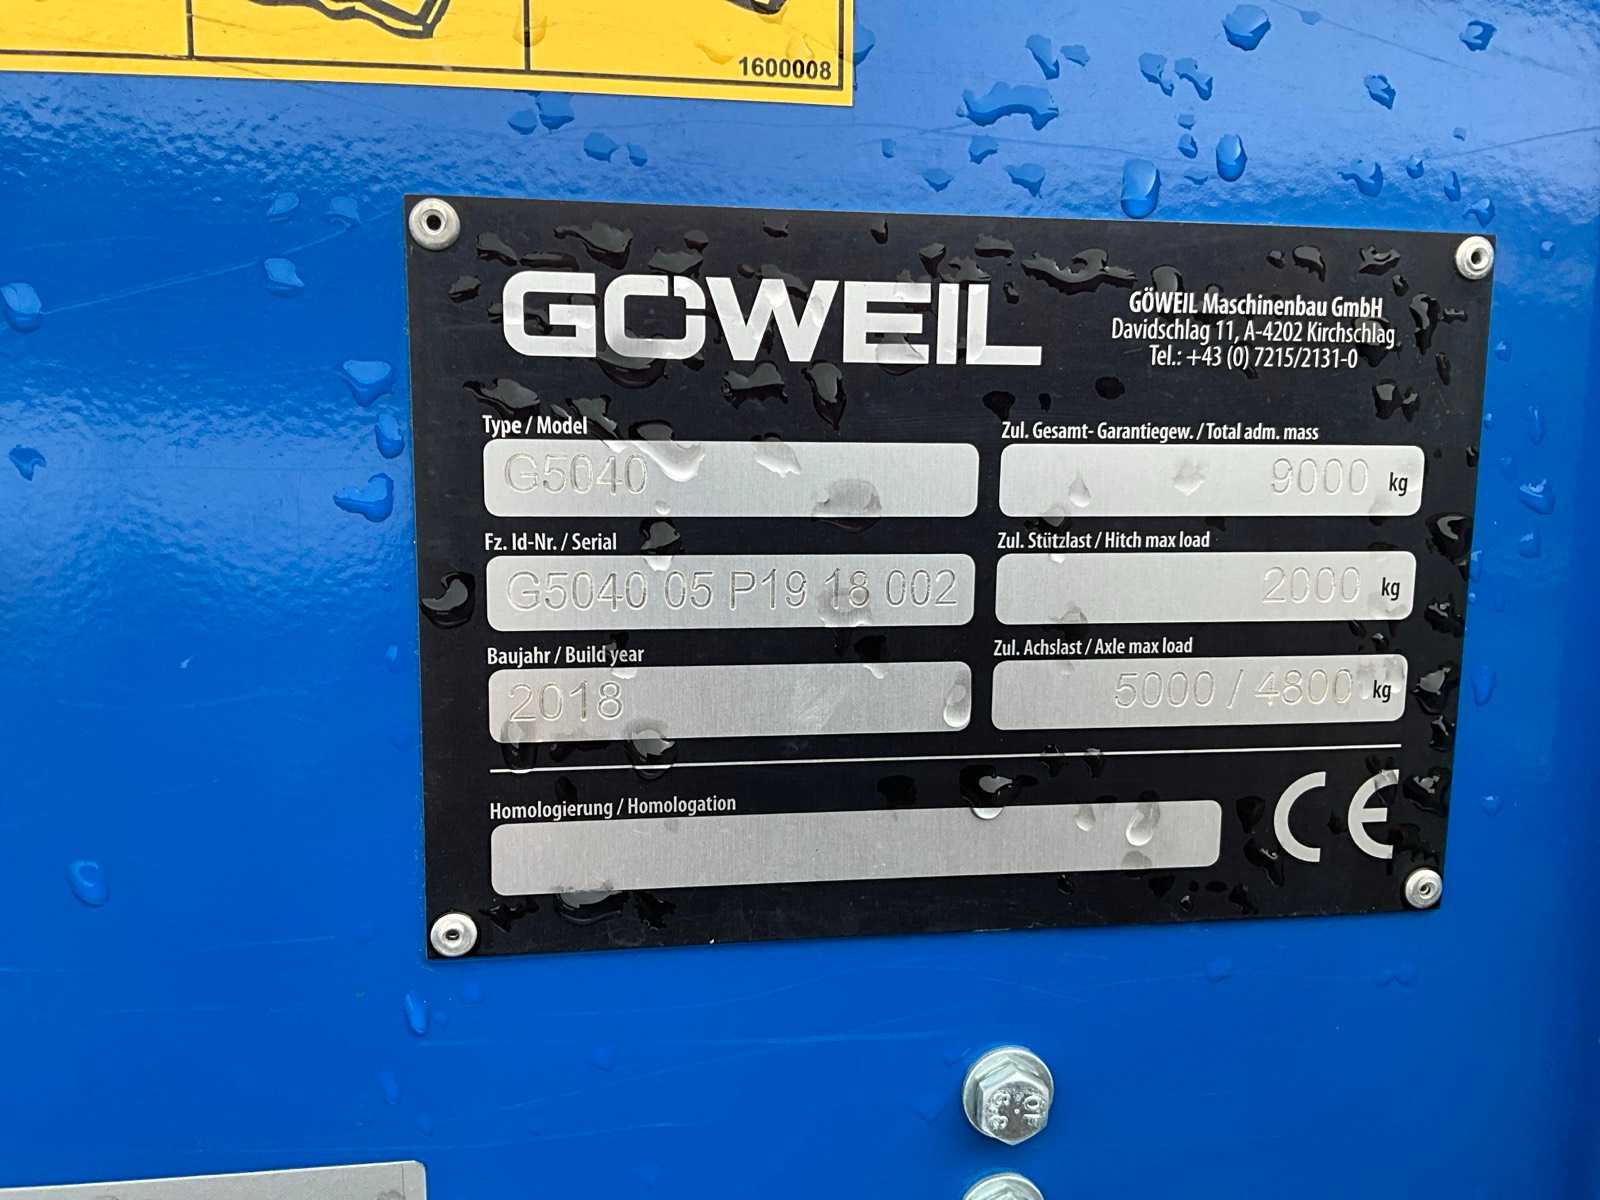 1600008
GÖWEIL
GÖWEIL Maschinenbau GmbH
Davidschlag 11, A-4202 Kirchschlag
Tel.: +43 (0) 7215/2131-0
Type / Model
G5040
Fz. Id-Nr. / Serial
G5040 05 P19 18 002
Baujahr / Build year
2018
Zul. Gesamt- Garantiegew. / Total adm. mass
9000 kg
Zul. Stützlast / Hitch max load
2000 kg
Zul. Achslast / Axle max load
5000 / 4800 kg
Homologierung / Homologation
CE